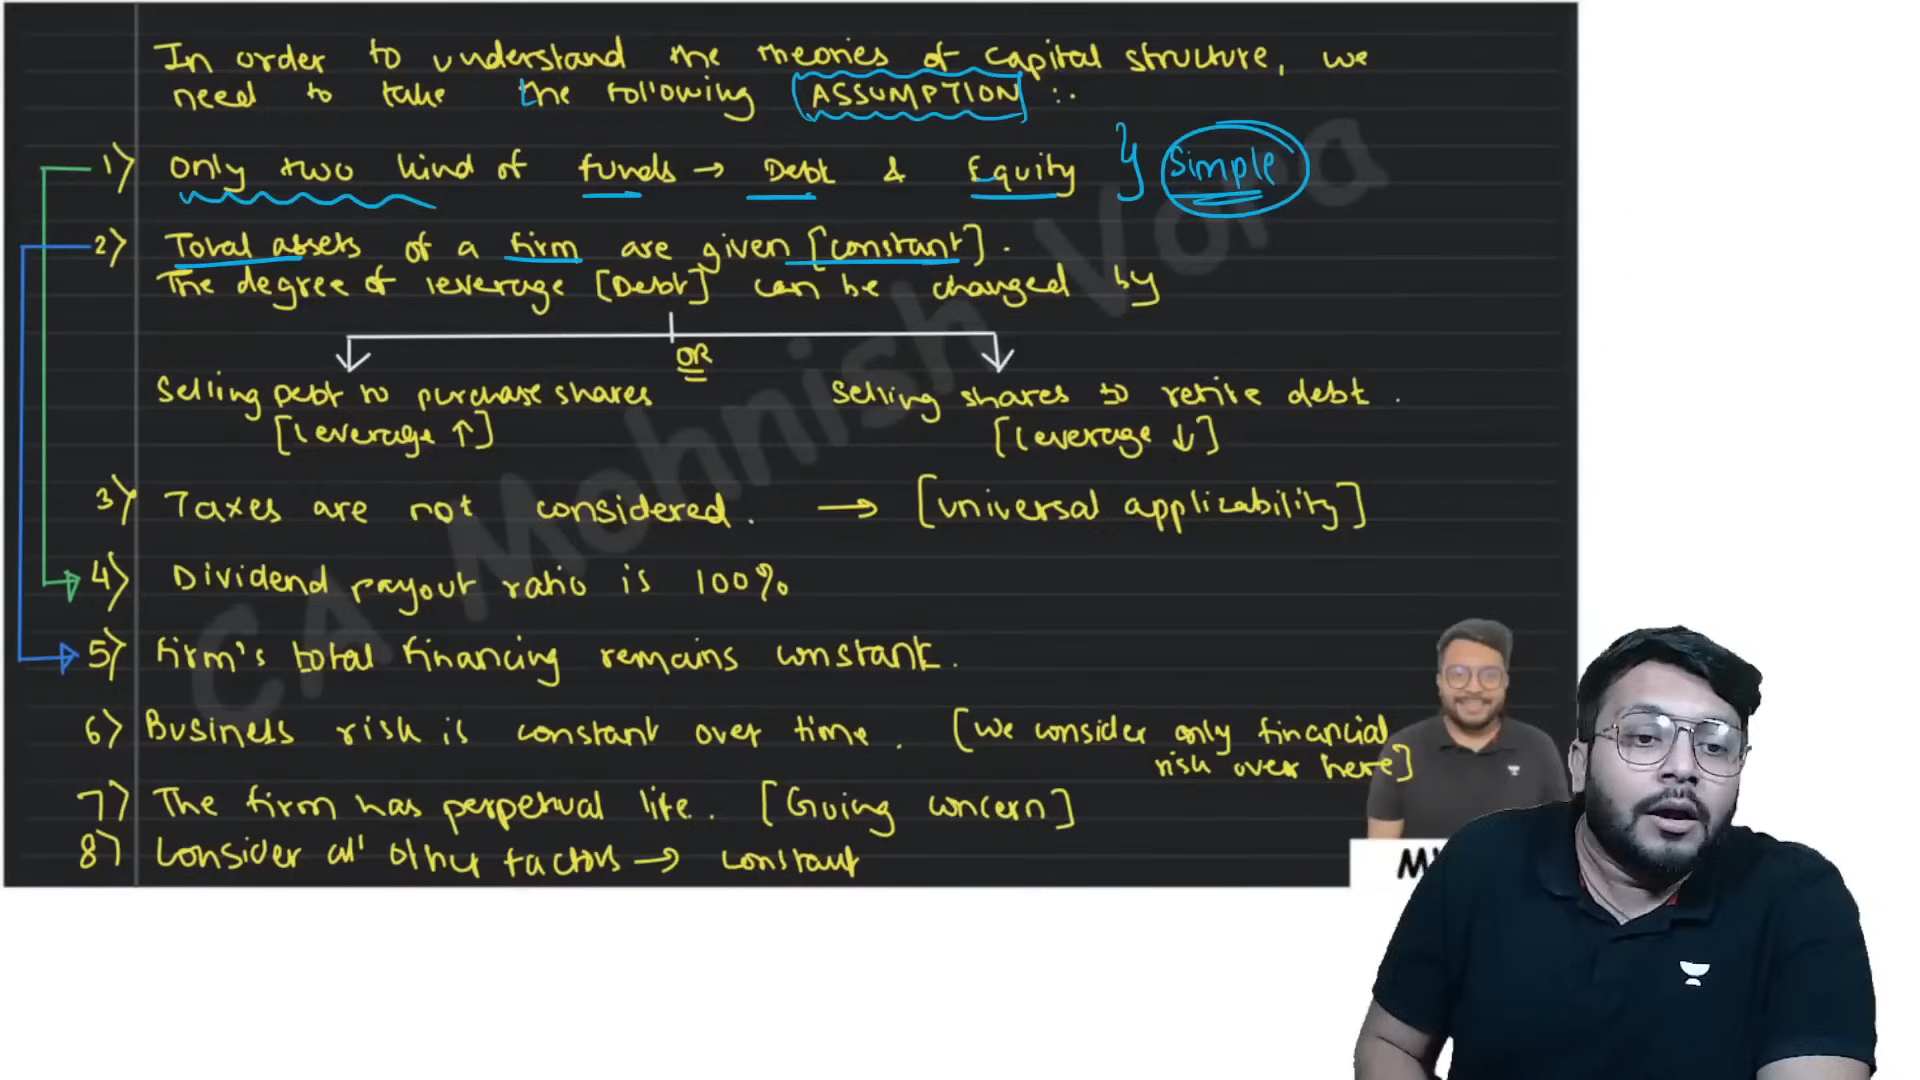 In order to understand the theories of capital structure, we
need to take the following ASSUMPTION :.
1) Only two kind of funds → Debt & Equity } Simple
2) Total assets of a firm are given [constant].
The degree of leverage [Debt] can be changed by
OR
Selling Debt to purchase shares
Selling shares to retire debt.
[leverage ↑]
[leverage ↓]
3) Taxes are not considered. → [universal applicability]
4) Dividend payout ratio is 100%
5) Firm's total financing remains constant.
6) Business risk is constant over time. [we consider only financial
risk over here]
7) The firm has perpetual life. [Going concern]
8) Consider all other factors → constant
CA Mohnish Vora